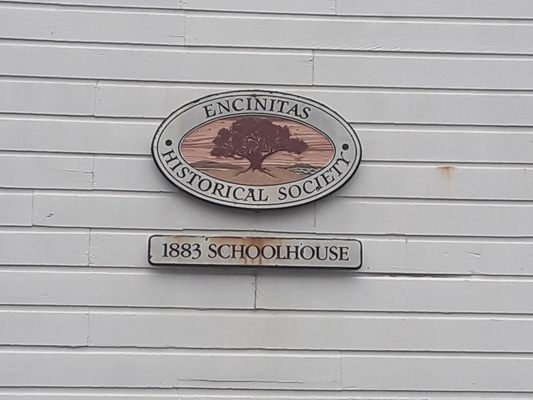 ENCINITAS
HISTORICAL SOCIETY
1883 SCHOOLHOUSE